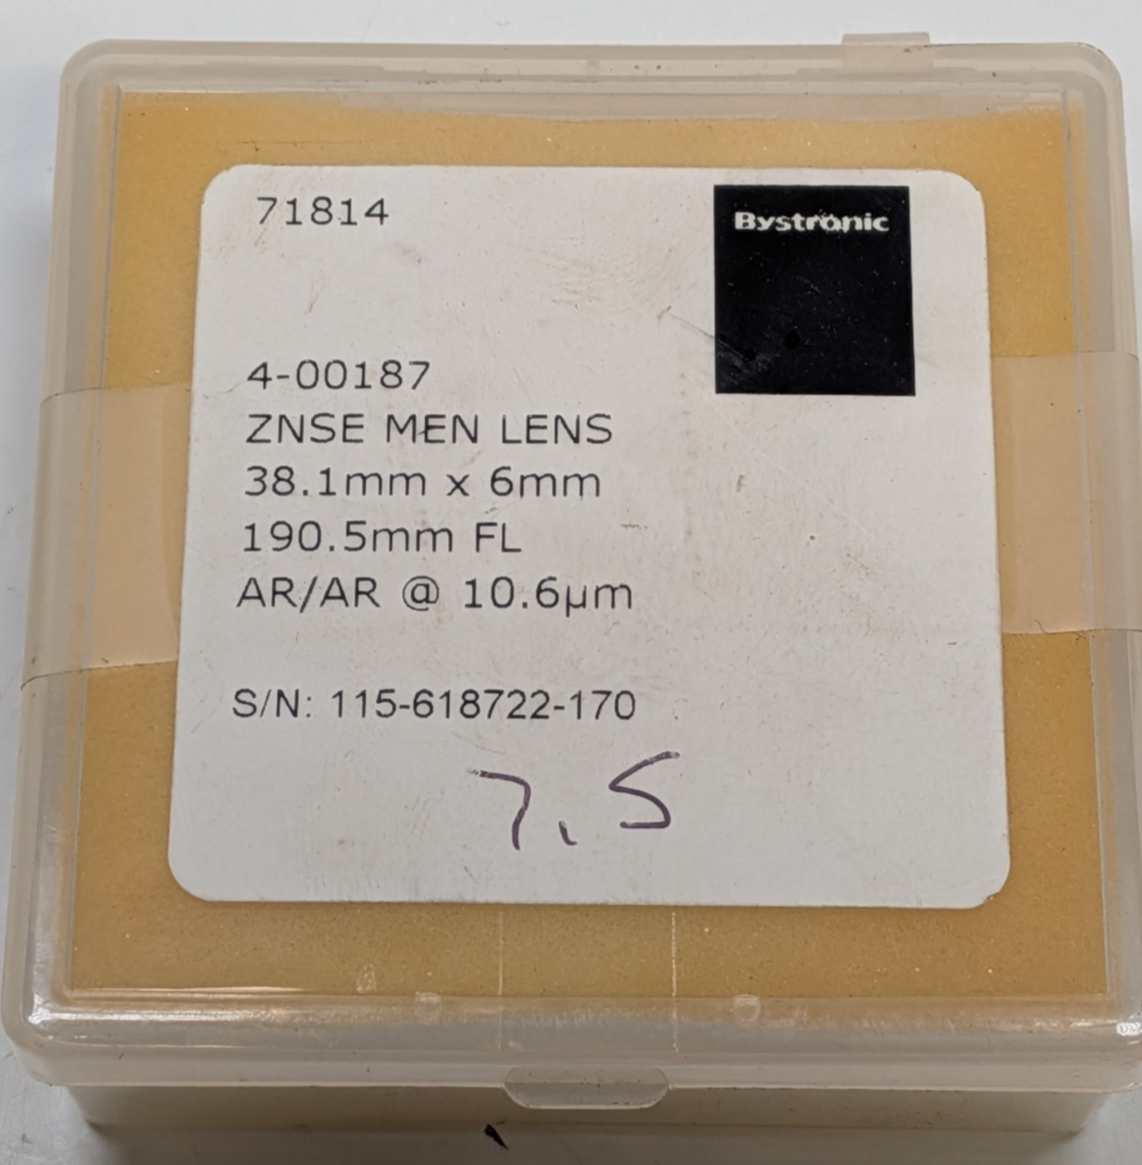 71814
Bystronic
4-00187
ZNSE MEN LENS
38.1mm x 6mm
190.5mm FL
AR/AR @ 10.6µm
S/N: 115-618722-170
7.5